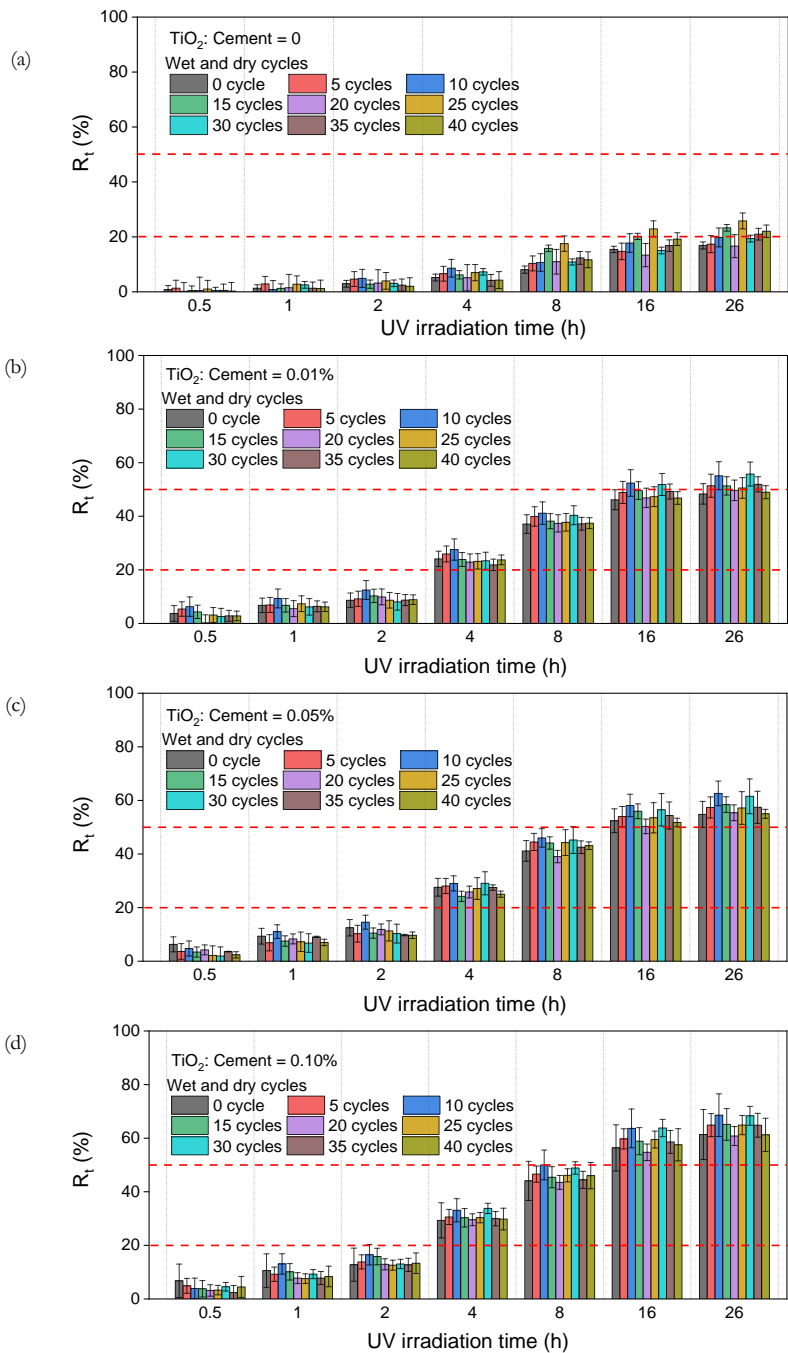 (a)
TiO2: Cement = 0
Wet and dry cycles
0 cycle 5 cycles 10 cycles
15 cycles 20 cycles 25 cycles
30 cycles 35 cycles 40 cycles
Rt (%)
100
80
60
40
20
0
0.5 1 2 4 8 16 26
UV irradiation time (h)
(b)
TiO2: Cement = 0.01%
Wet and dry cycles
0 cycle 5 cycles 10 cycles
15 cycles 20 cycles 25 cycles
30 cycles 35 cycles 40 cycles
Rt (%)
100
80
60
40
20
0
0.5 1 2 4 8 16 26
UV irradiation time (h)
(c)
TiO2: Cement = 0.05%
Wet and dry cycles
0 cycle 5 cycles 10 cycles
15 cycles 20 cycles 25 cycles
30 cycles 35 cycles 40 cycles
Rt (%)
100
80
60
40
20
0
0.5 1 2 4 8 16 26
UV irradiation time (h)
(d)
TiO2: Cement = 0.10%
Wet and dry cycles
0 cycle 5 cycles 10 cycles
15 cycles 20 cycles 25 cycles
30 cycles 35 cycles 40 cycles
Rt (%)
100
80
60
40
20
0
0.5 1 2 4 8 16 26
UV irradiation time (h)